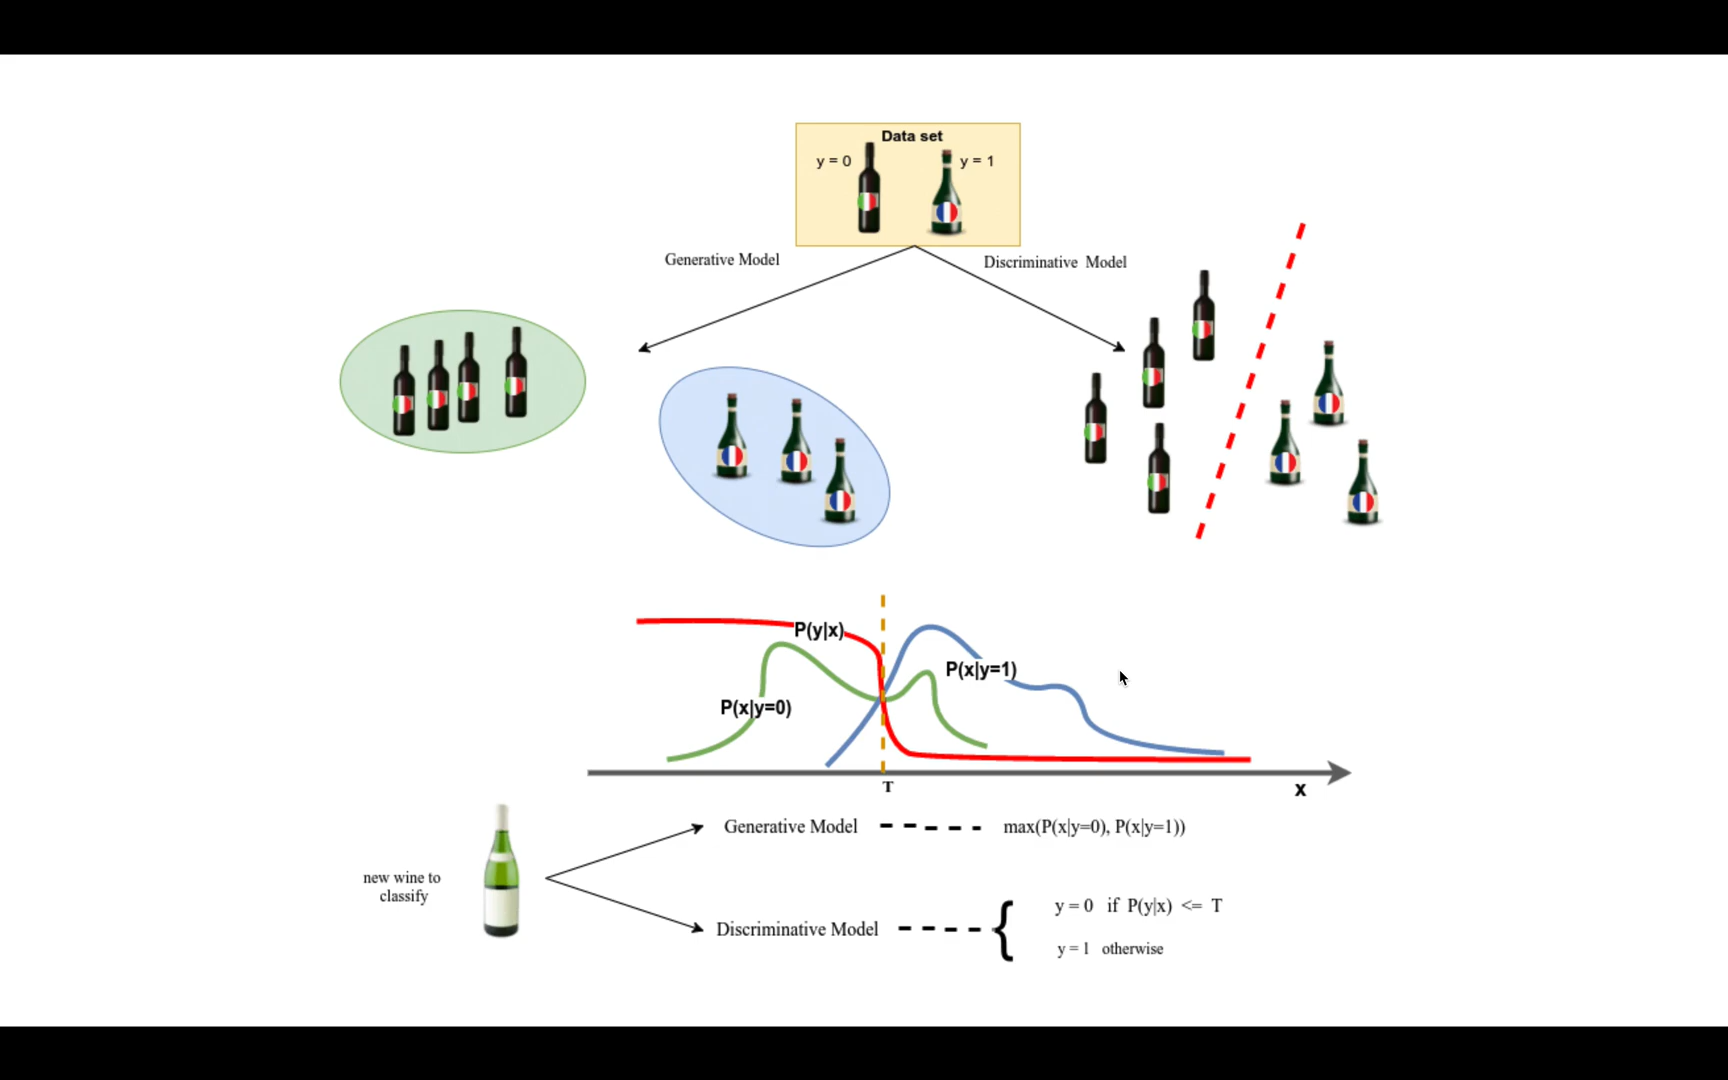 Data set
y = 0
y = 1
Generative Model
Discriminative Model
P(y|x)
P(x|y=1)
P(x|y=0)
T
x
Generative Model
max(P(x|y=0), P(x|y=1))
new wine to
classify
y = 0 if P(y|x) <= T
Discriminative Model
{
y = 1 otherwise